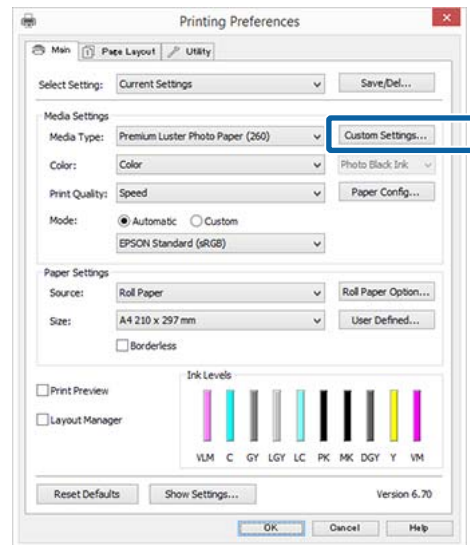 Printing Preferences
Main Page Layout Utility
Select Setting: Current Settings Save/Del...
Media Settings
Media Type: Premium Luster Photo Paper (260) Custom Settings...
Color: Color Photo Black Ink
Print Quality: Speed Paper Config...
Mode: Automatic Custom
EPSON Standard (sRGB)
Paper Settings
Source: Roll Paper Roll Paper Option...
Size: A4 210 x 297 mm User Defined...
Borderless
Ink Levels
Print Preview
Layout Manager
VLM C GY LGY LC PK MK DGY Y VM
Reset Defaults Show Settings... Version 6.70
OK Cancel Help